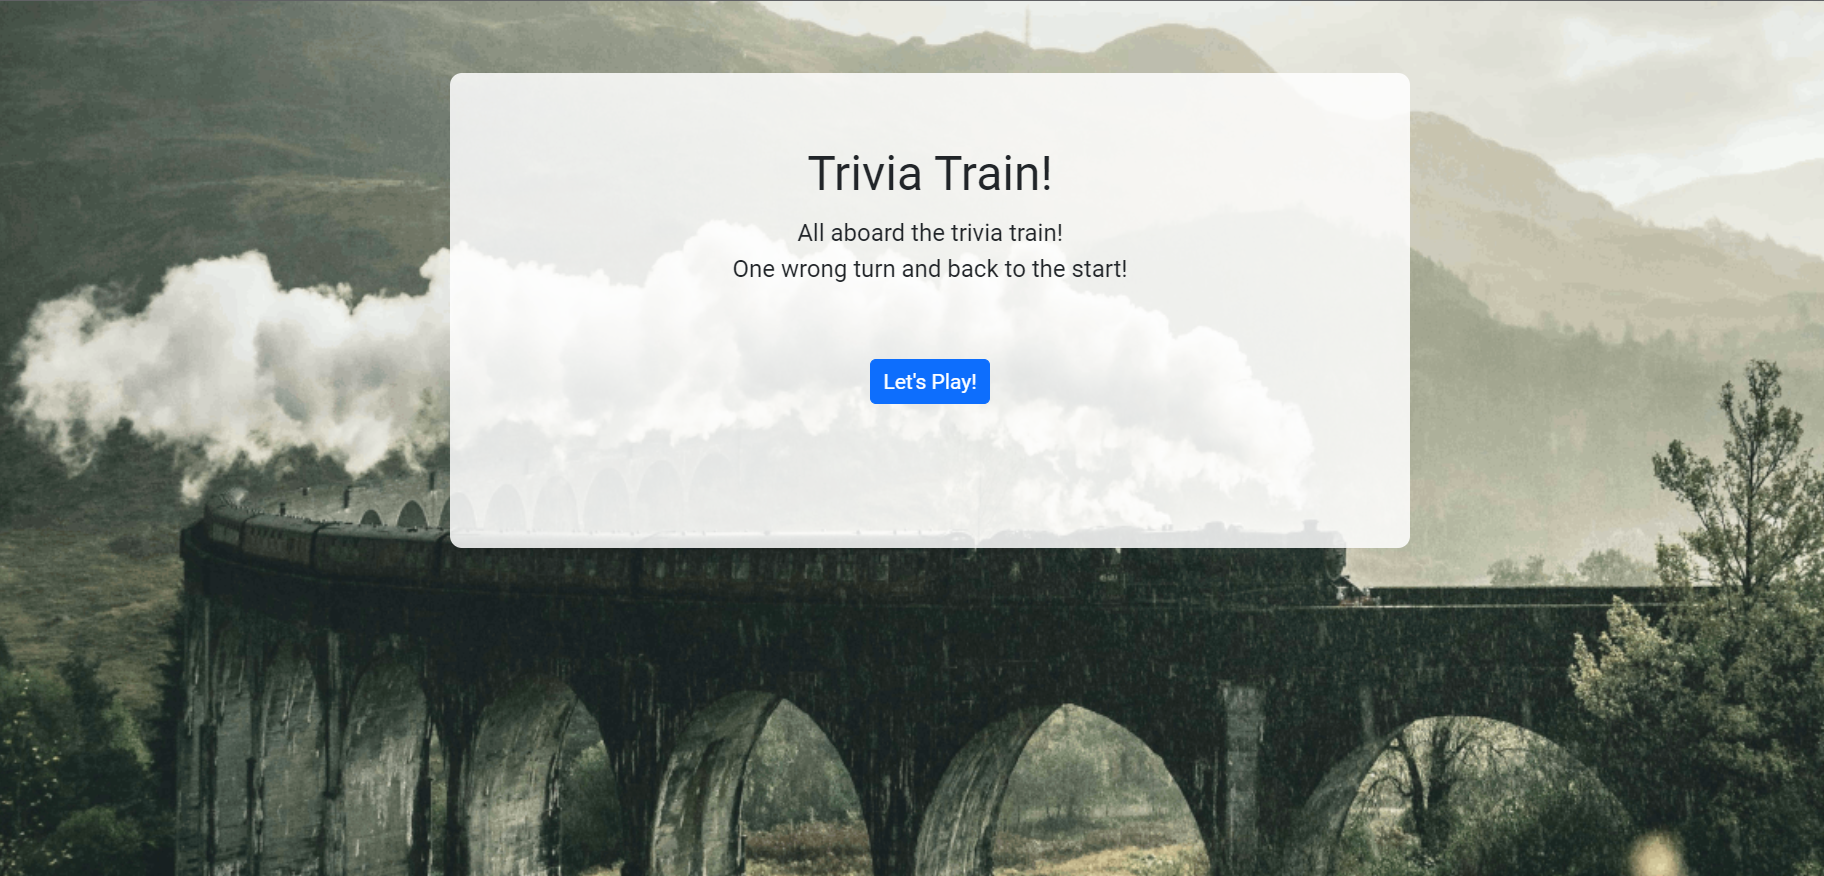 Trivia Train!
All aboard the trivia train!
One wrong turn and back to the start!
Let's Play!